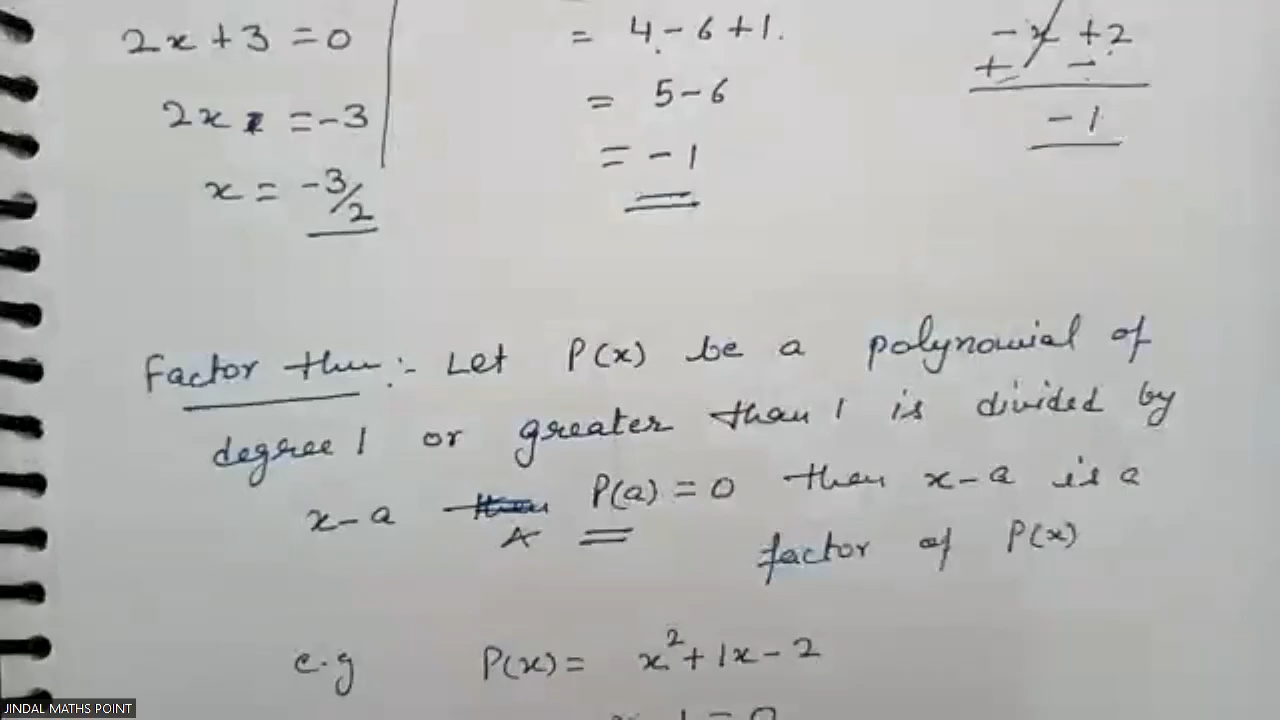 2x + 3 = 0
2x = -3
x = -3/2
= 4 - 6 + 1.
= 5 - 6
= - 1
- x + 2
+ -
- 1
Factor thm :- Let P(x) be a polynomial of
degree 1 or greater than 1 is divided by
x-a P(a) = 0 then x-a is a
factor of P(x)
e.g P(x) = x² + 1x - 2
JINDAL MATHS POINT